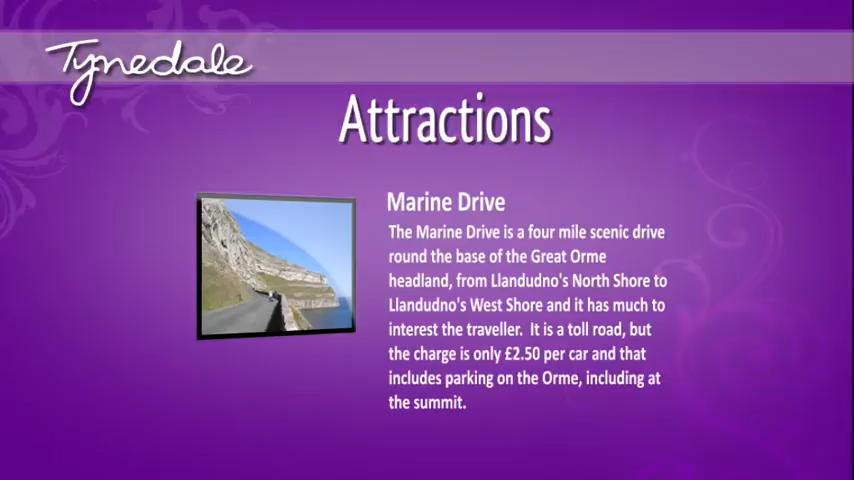 Tynedale
Attractions
Marine Drive
The Marine Drive is a four mile scenic drive
round the base of the Great Orme
headland, from Llandudno's North Shore to
Llandudno's West Shore and it has much to
interest the traveller.  It is a toll road, but
the charge is only £2.50 per car and that
includes parking on the Orme, including at
the summit.